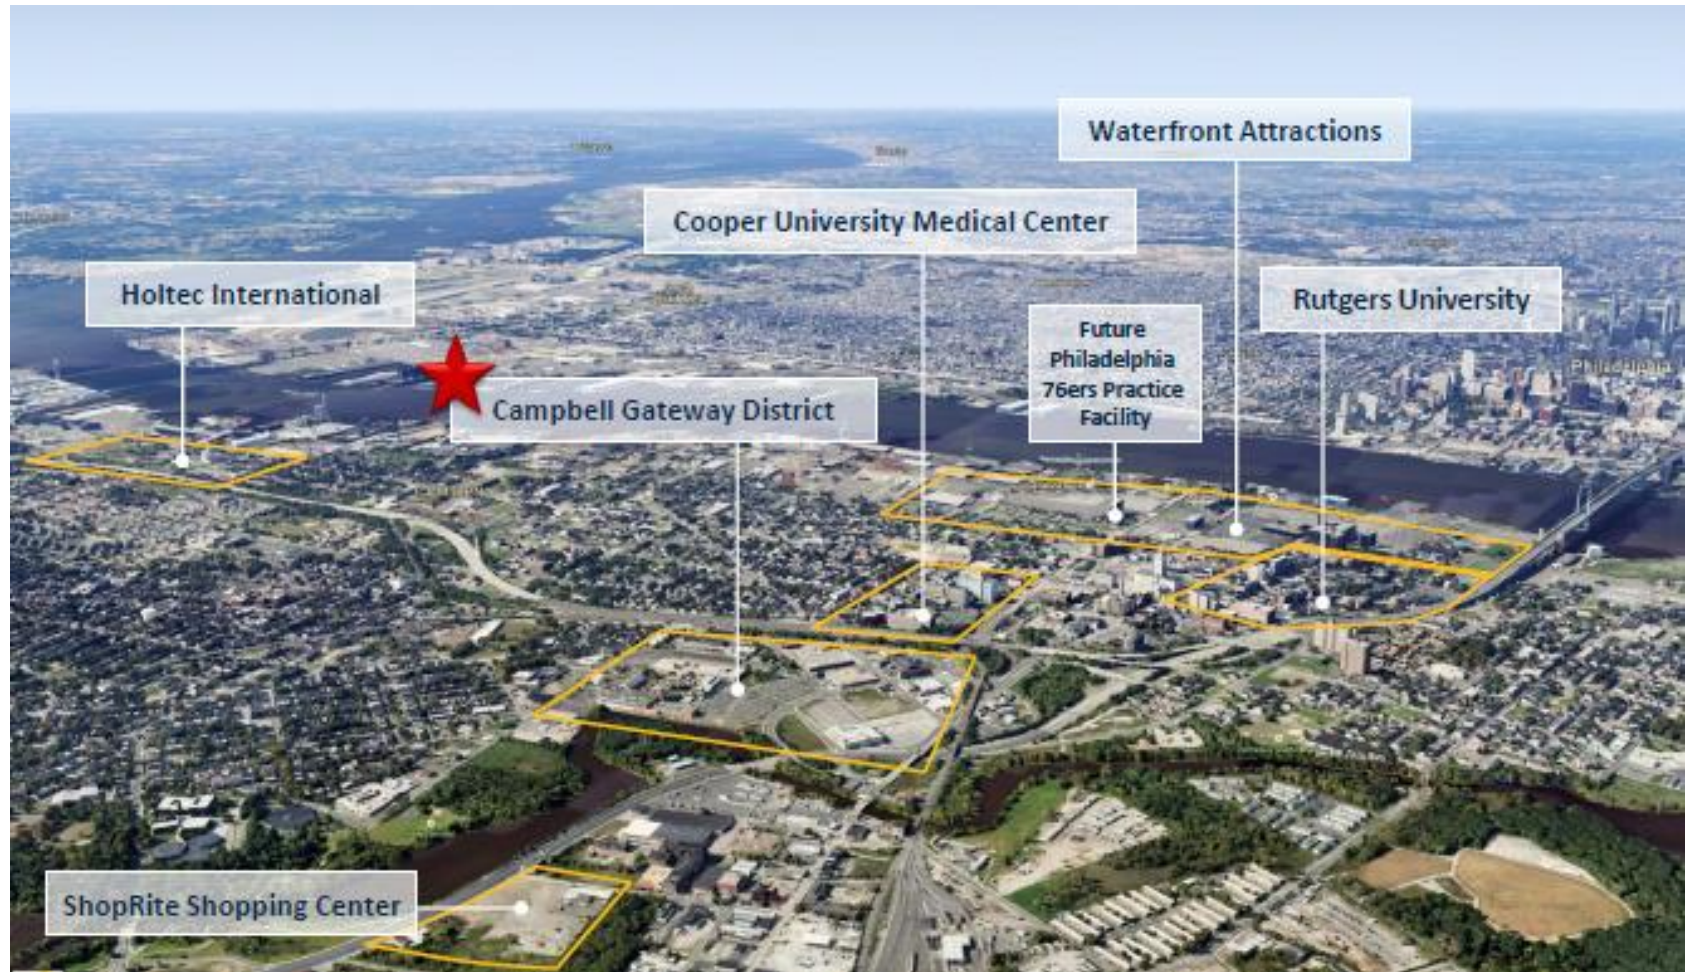 Waterfront Attractions
Cooper University Medical Center
Holtec International
Rutgers University
Future
Philadelphia
76ers Practice
Facility
Philadelphia
Campbell Gateway District
ShopRite Shopping Center